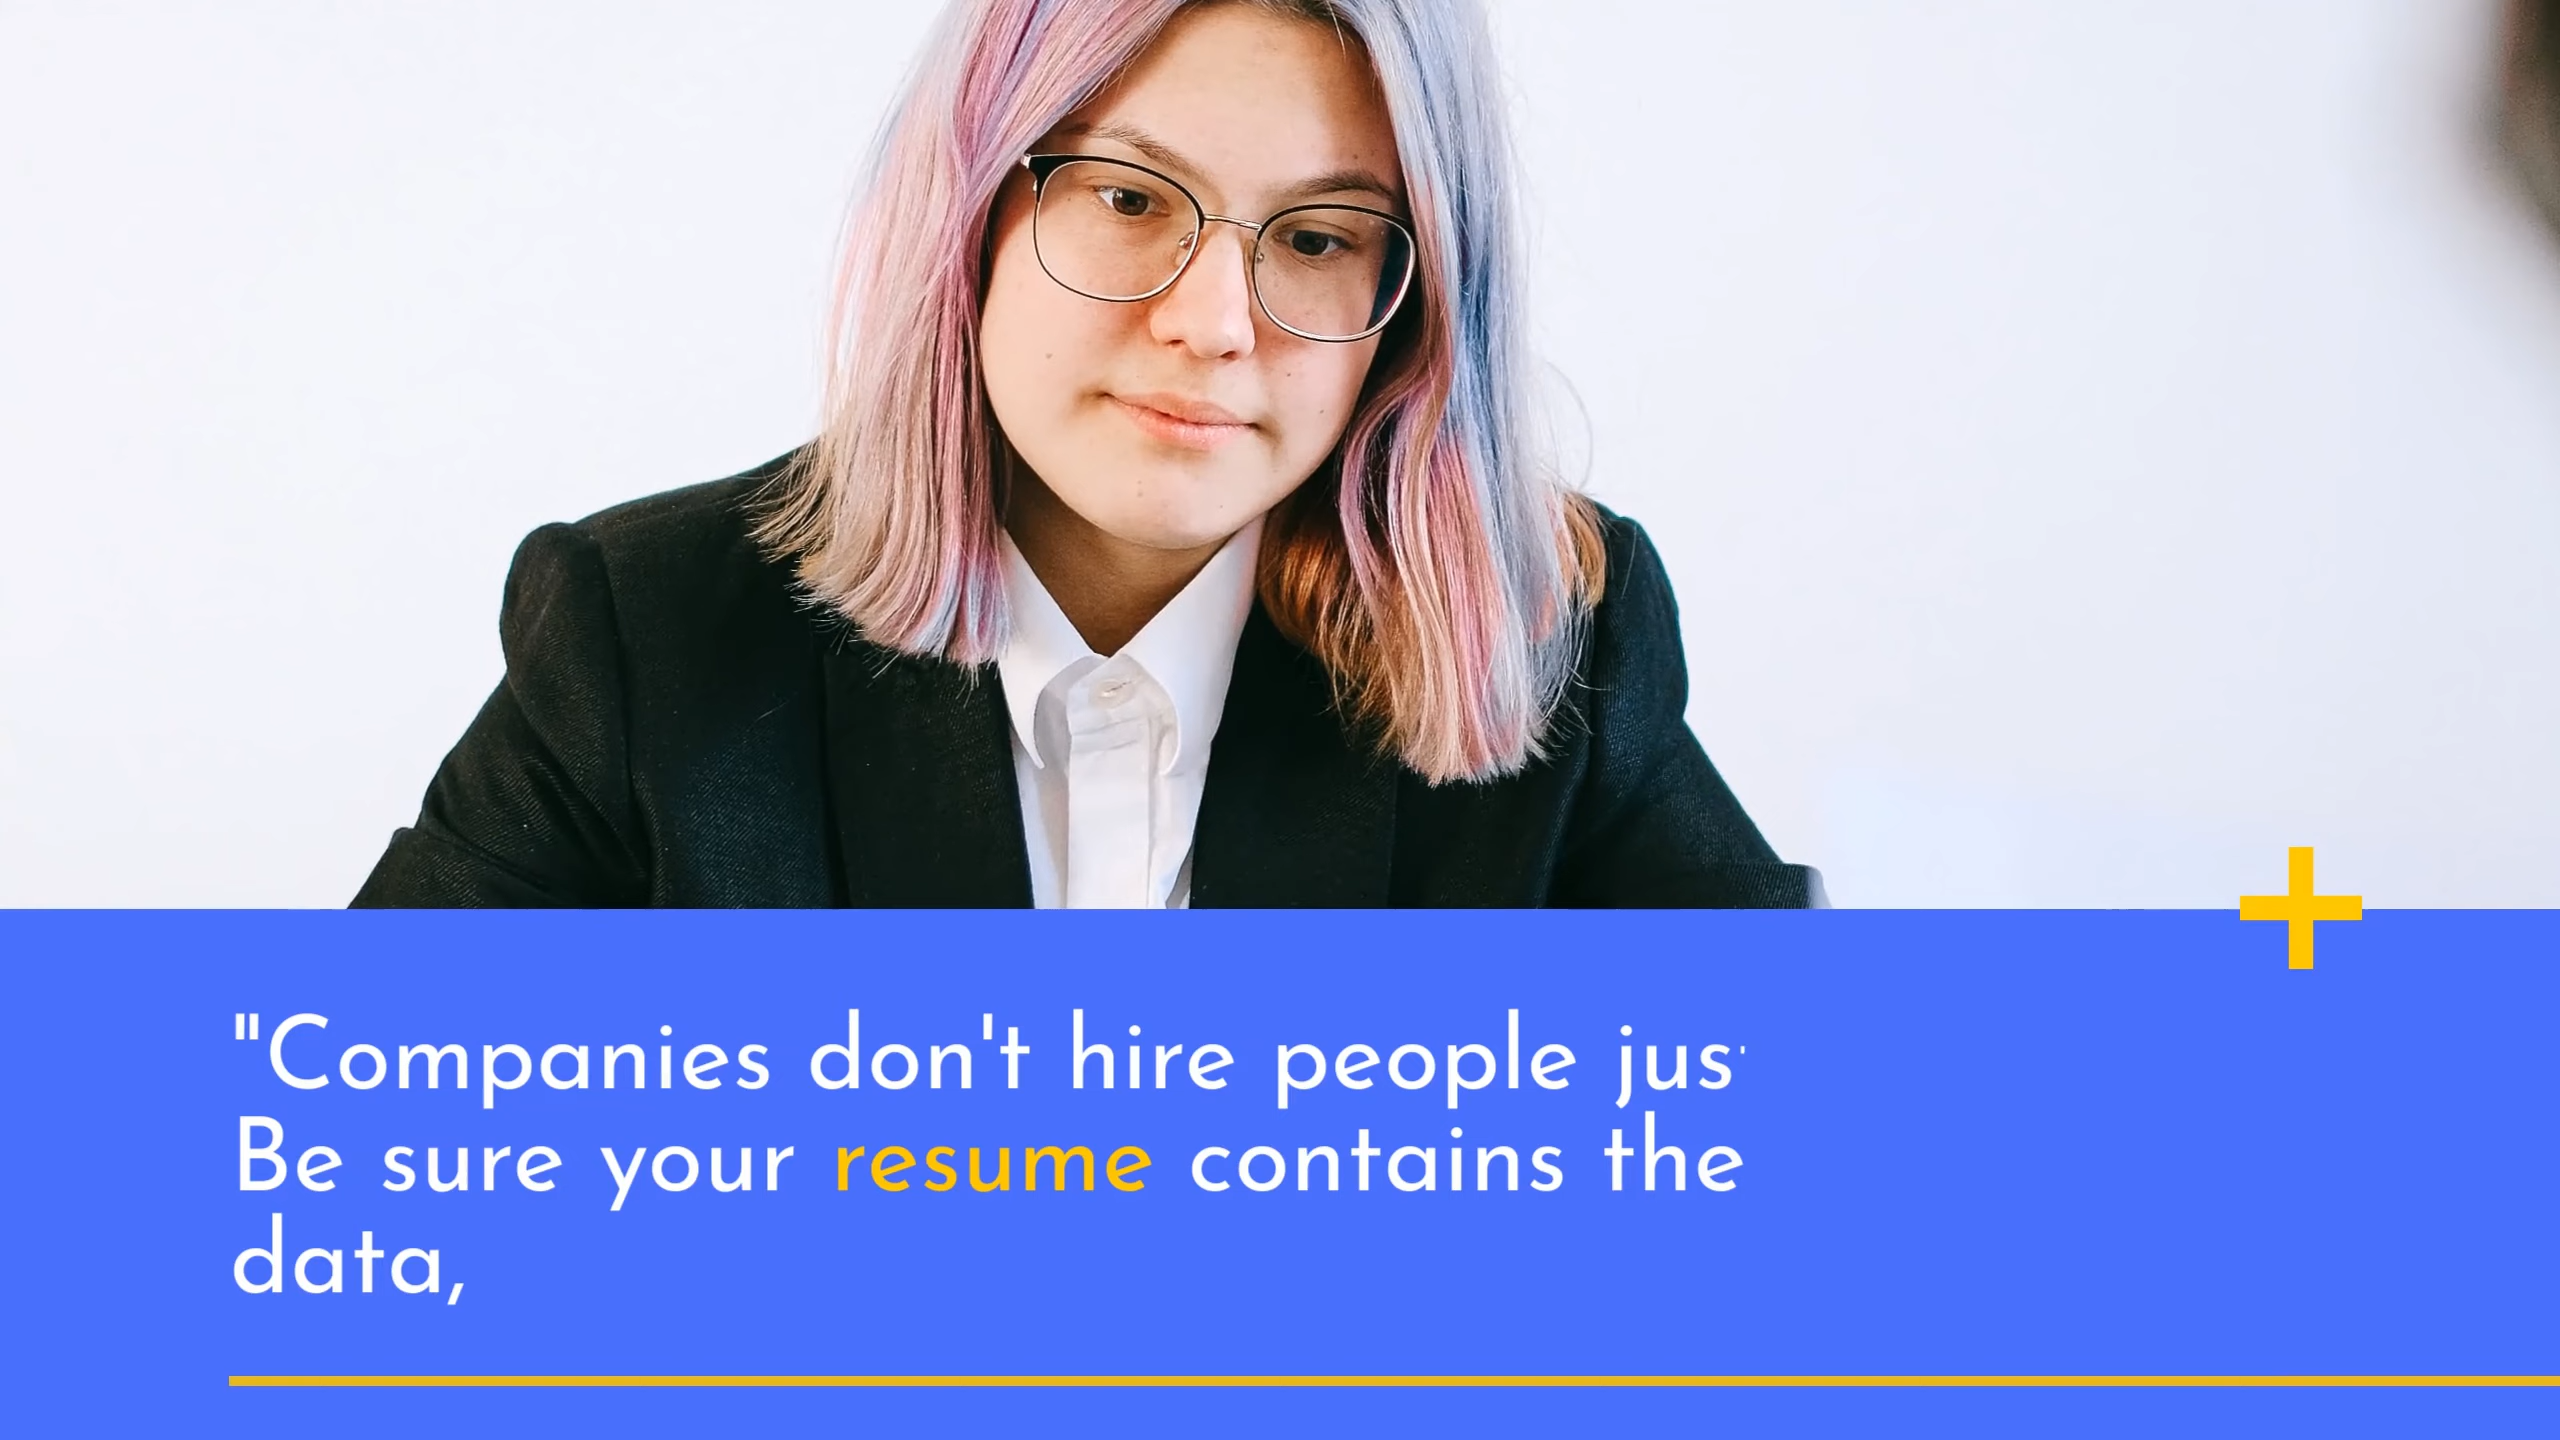 "Companies don't hire people jus
Be sure your resume contains the
data,